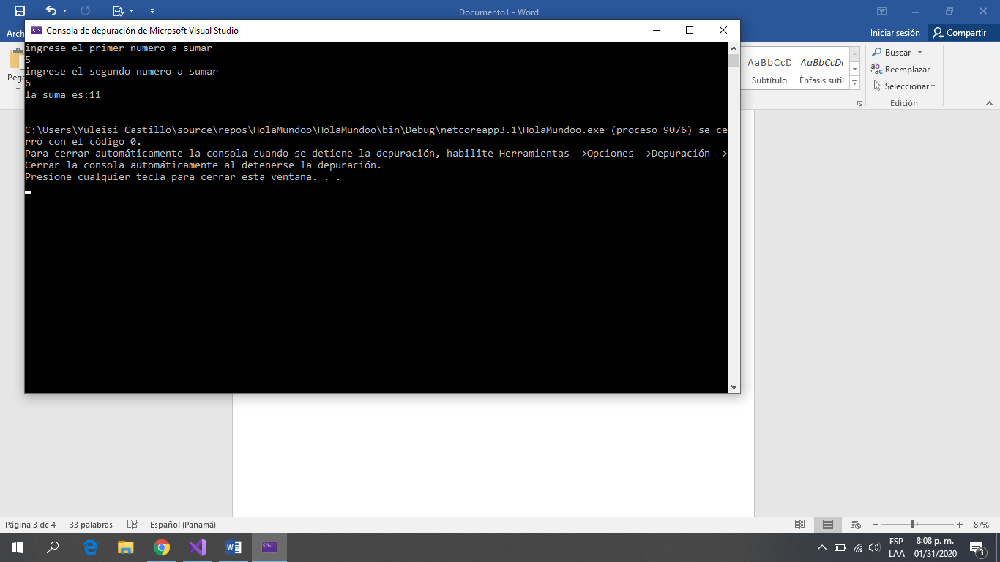 Documento1 - Word
Arch
Iniciar sesión
Compartir
Consola de depuración de Microsoft Visual Studio
Pega
AaBbCcD
AaBbCcDc
Subtítulo
Énfasis sutil
Buscar
Reemplazar
Seleccionar
Edición
ingrese el primer numero a sumar
5
ingrese el segundo numero a sumar
6
la suma es:11
C:\Users\Yuleisi Castillo\source\repos\HolaMundoo\HolaMundoo\bin\Debug\netcoreapp3.1\HolaMundoo.exe (proceso 9076) se ce
rró con el código 0.
Para cerrar automáticamente la consola cuando se detiene la depuración, habilite Herramientas ->Opciones ->Depuración ->
Cerrar la consola automáticamente al detenerse la depuración.
Presione cualquier tecla para cerrar esta ventana. . .
Página 3 de 4
33 palabras
Español (Panamá)
87%
ESP
LAA
8:08 p. m.
01/31/2020
3